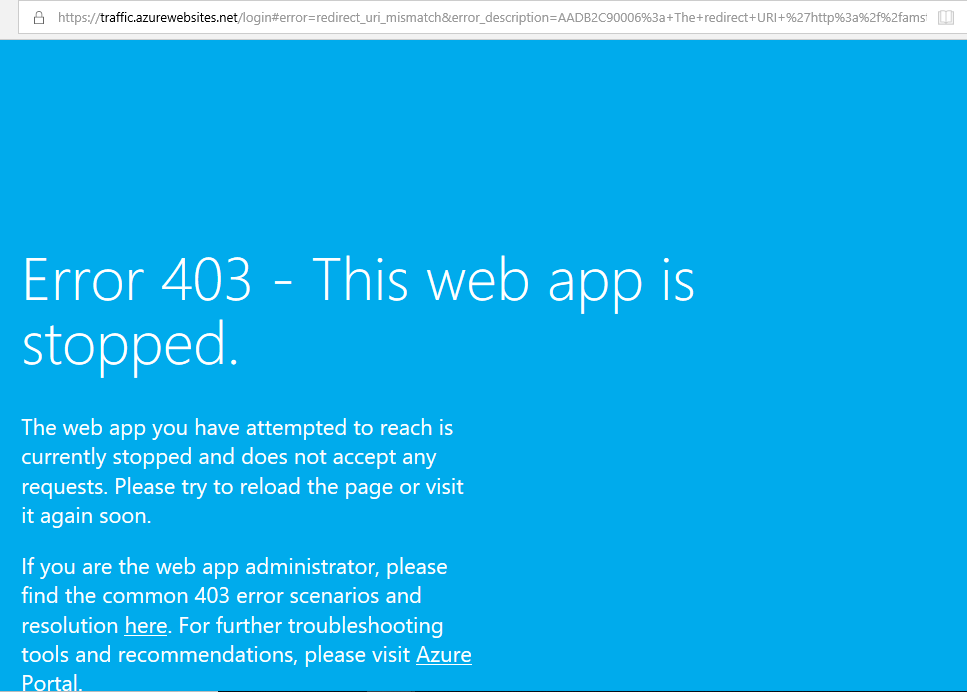 https://traffic.azurewebsites.net/login#error=redirect_uri_mismatch&error_description=AADB2C90006%3a+The+redirect+URI+%27http%3a%2f%2famst
Error 403 - This web app is
stopped.
The web app you have attempted to reach is
currently stopped and does not accept any
requests. Please try to reload the page or visit
it again soon.
If you are the web app administrator, please
find the common 403 error scenarios and
resolution here. For further troubleshooting
tools and recommendations, please visit Azure
Portal.